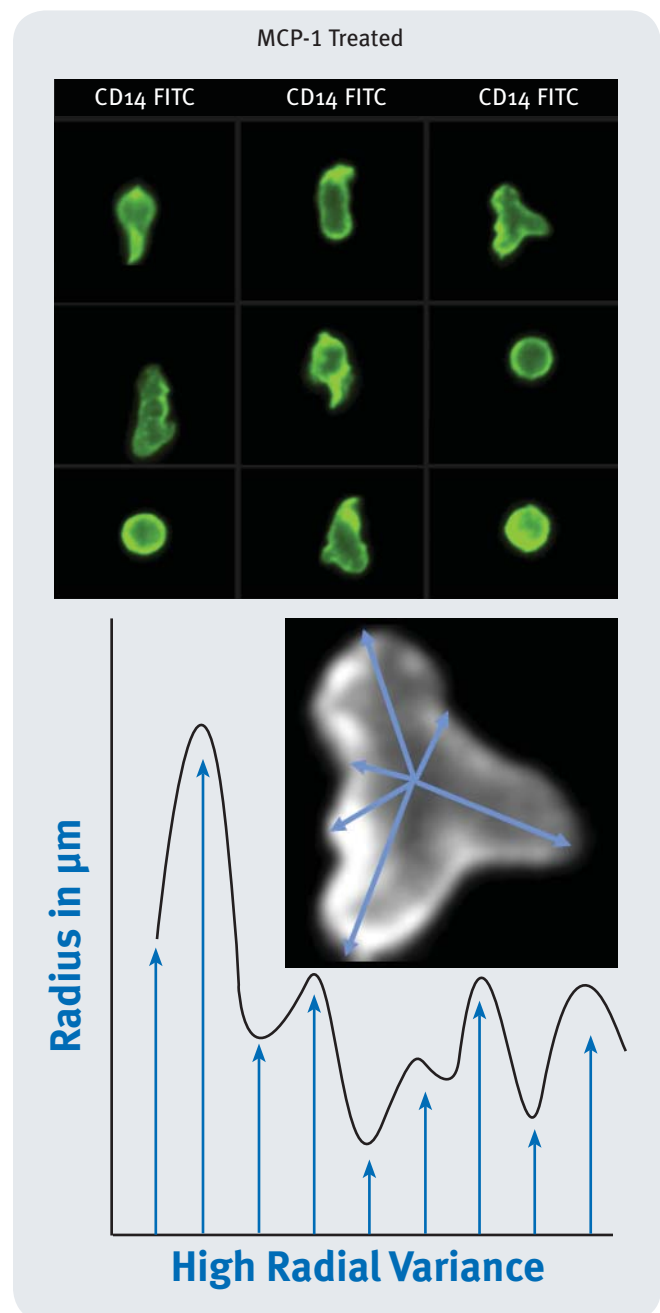 MCP-1 Treated
CD14 FITC CD14 FITC CD14 FITC
Radius in µm
High Radial Variance